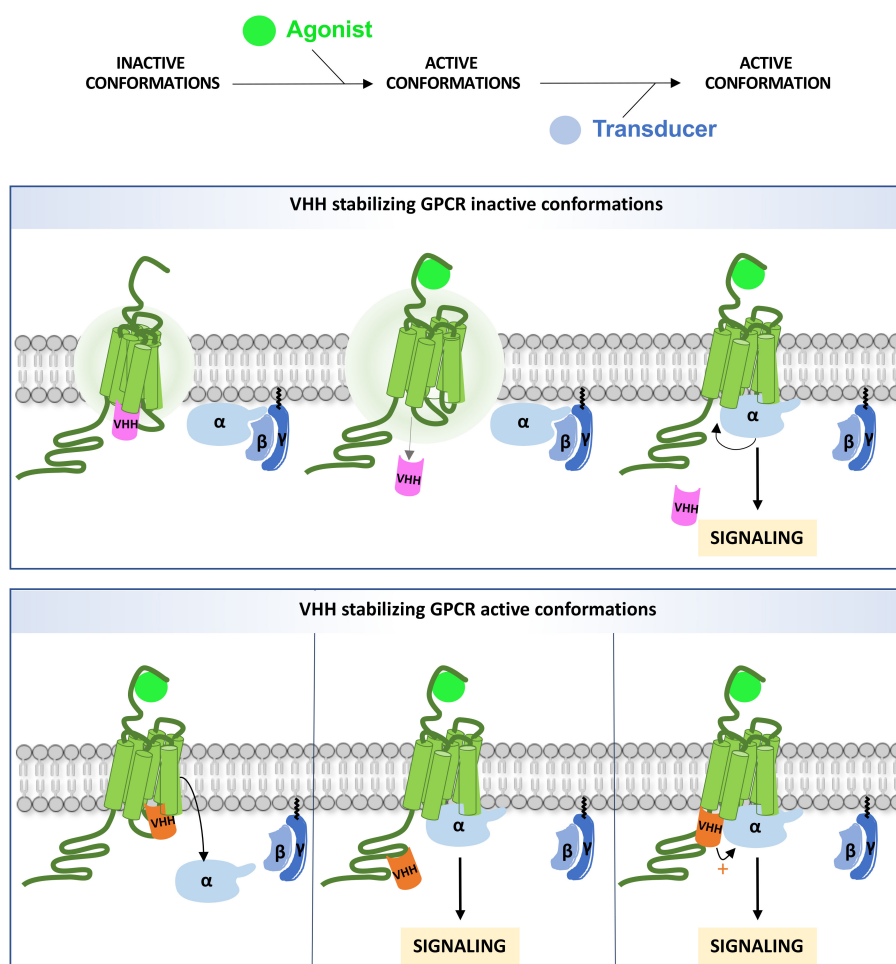 Agonist
INACTIVE
CONFORMATIONS
ACTIVE
CONFORMATIONS
ACTIVE
CONFORMATION
Transducer
VHH stabilizing GPCR inactive conformations
VHH
α
β
γ
VHH
α
β
γ
α
β
γ
VHH
SIGNALING
VHH stabilizing GPCR active conformations
VHH
α
β
γ
α
VHH
β
γ
SIGNALING
VHH
α
+
β
γ
SIGNALING